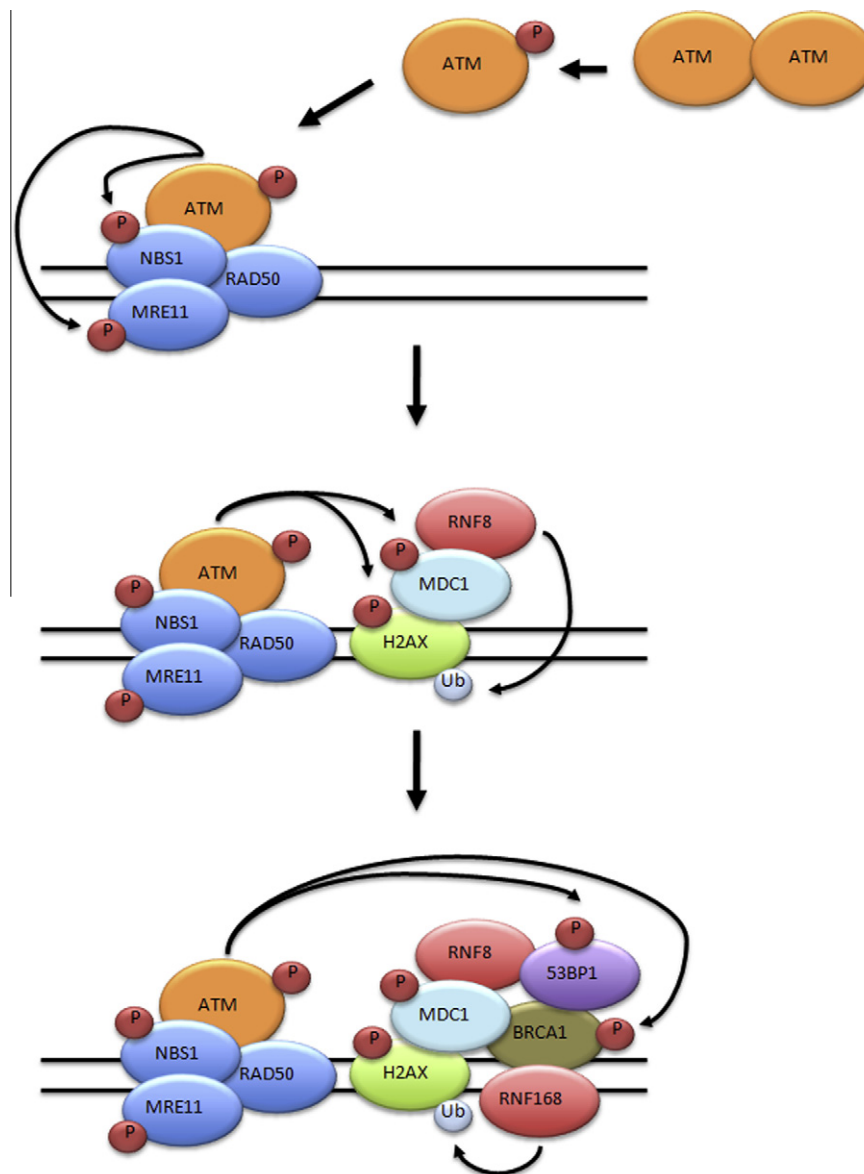 P
ATM
ATM
ATM
P
ATM
P
NBS1
RAD50
MRE11
P
RNF8
P
P
ATM
MDC1
P
P
NBS1
H2AX
RAD50
MRE11
Ub
P
P
RNF8
53BP1
P
ATM
P
MDC1
P
BRCA1
P
P
NBS1
H2AX
RAD50
RNF168
MRE11
Ub
P